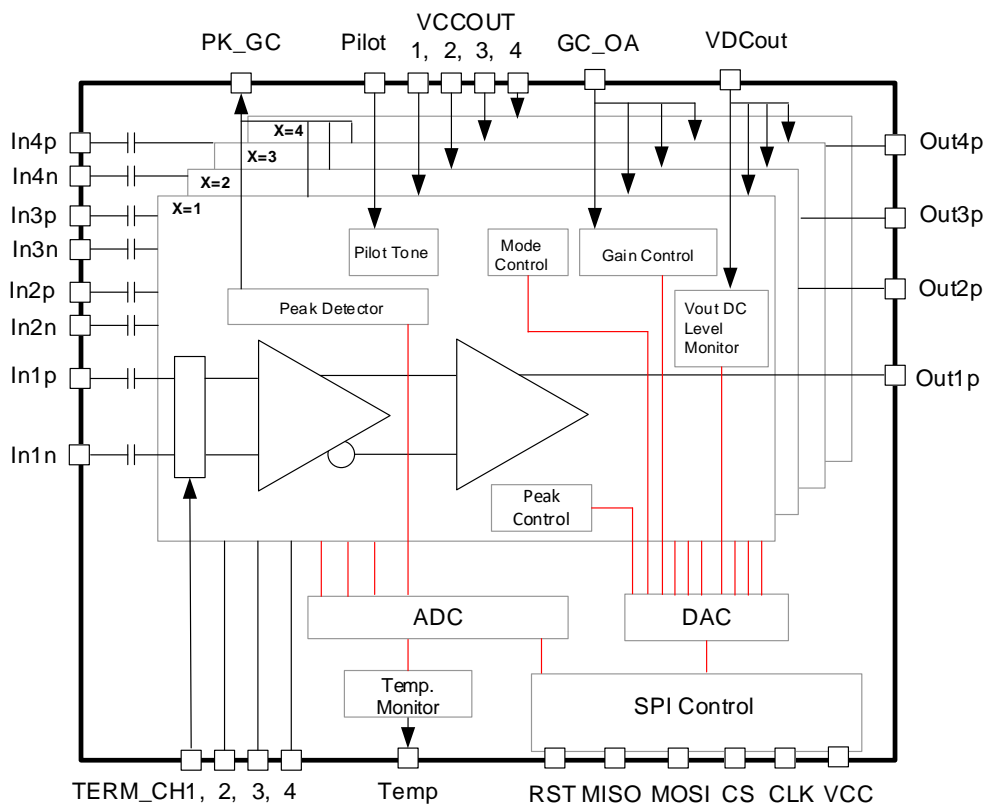 VCCOUT
PK_GC
Pilot
1, 2, 3, 4
GC_OA
VDCout
In4p
In4n
In3p
In3n
In2p
In2n
In1p
In1n
X=4
X=3
X=2
X=1
Pilot Tone
Mode
Control
Gain Control
Peak Detector
Vout DC
Level
Monitor
Peak
Control
Out4p
Out3p
Out2p
Out1p
ADC
DAC
Temp.
Monitor
SPI Control
TERM_CH1, 2, 3, 4
Temp
RST
MISO
MOSI
CS
CLK
VCC